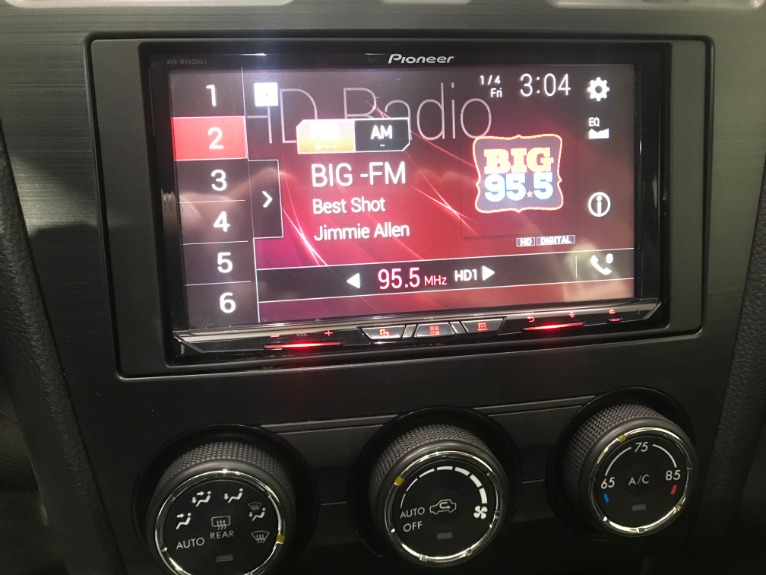 Pioneer
1/4
Fri
3:04
HD Radio
1
2
3
4
5
6
AM
EQ
BIG -FM
Best Shot
Jimmie Allen
BIG
95.5
HD DIGITAL
95.5 MHz HD1
AUTO
REAR
AUTO
OFF
65
75
85
A/C